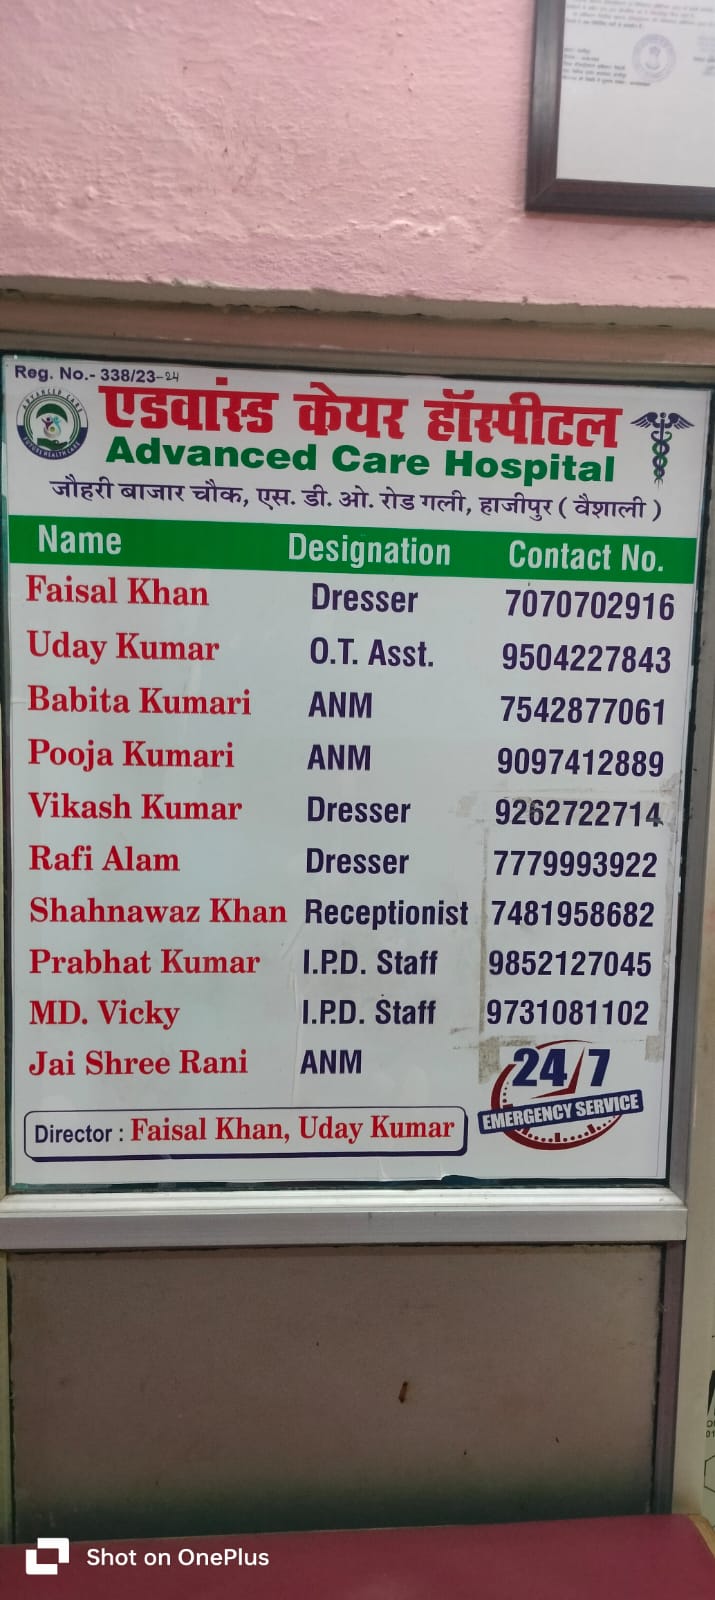 Reg. No.- 338/23-24
एडवांस्ड केयर हॉस्पीटल
Advanced Care Hospital
जौहरी बाजार चौक, एस. डी. ओ. रोड गली, हाजीपुर ( वैशाली )
Name Designation Contact No.
Faisal Khan Dresser 7070702916
Uday Kumar O.T. Asst. 9504227843
Babita Kumari ANM 7542877061
Pooja Kumari ANM 9097412889
Vikash Kumar Dresser 9262722714
Rafi Alam Dresser 7779993922
Shahnawaz Khan Receptionist 7481958682
Prabhat Kumar I.P.D. Staff 9852127045
MD. Vicky I.P.D. Staff 9731081102
Jai Shree Rani ANM
24/7
EMERGENCY SERVICE
Director : Faisal Khan, Uday Kumar
Shot on OnePlus